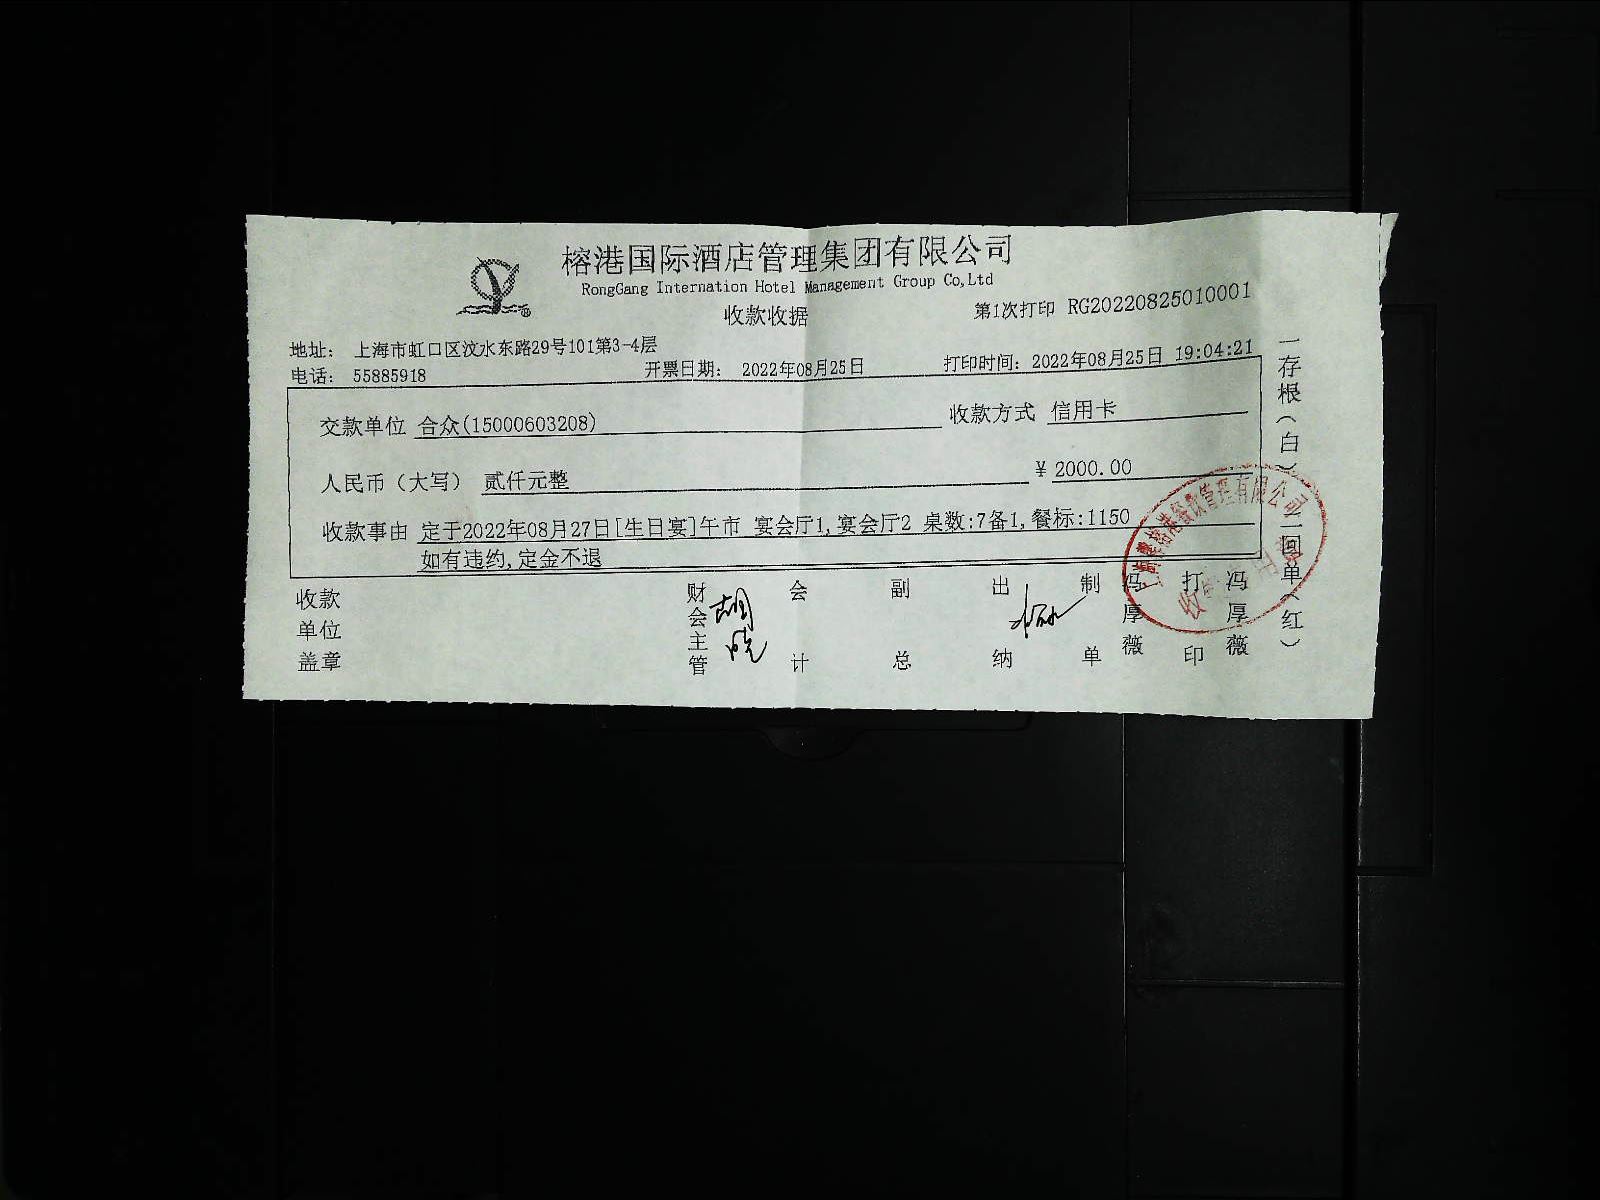 榕港国际酒店管理集团有限公司
RongGang Internation Hotel Management Group Co,Ltd
收款收据
第1次打印 RG20220825010001
地址： 上海市虹口区汶水东路29号101第3-4层
电话： 55885918 开票日期： 2022年08月25日 打印时间：2022年08月25日 19:04:21
交款单位 合众(15000603208) 收款方式 信用卡
人民币（大写） 贰仟元整 ￥2000.00
收款事由 定于2022年08月27日[生日宴]午市 宴会厅1,宴会厅2 桌数:7备1,餐标:1150
如有违约,定金不退
收款单位盖章 财会主管 会计 副总 出纳 制单 冯厚薇 打印 冯厚薇
一存根（白）二回单（红）
餐饮管理有限公司